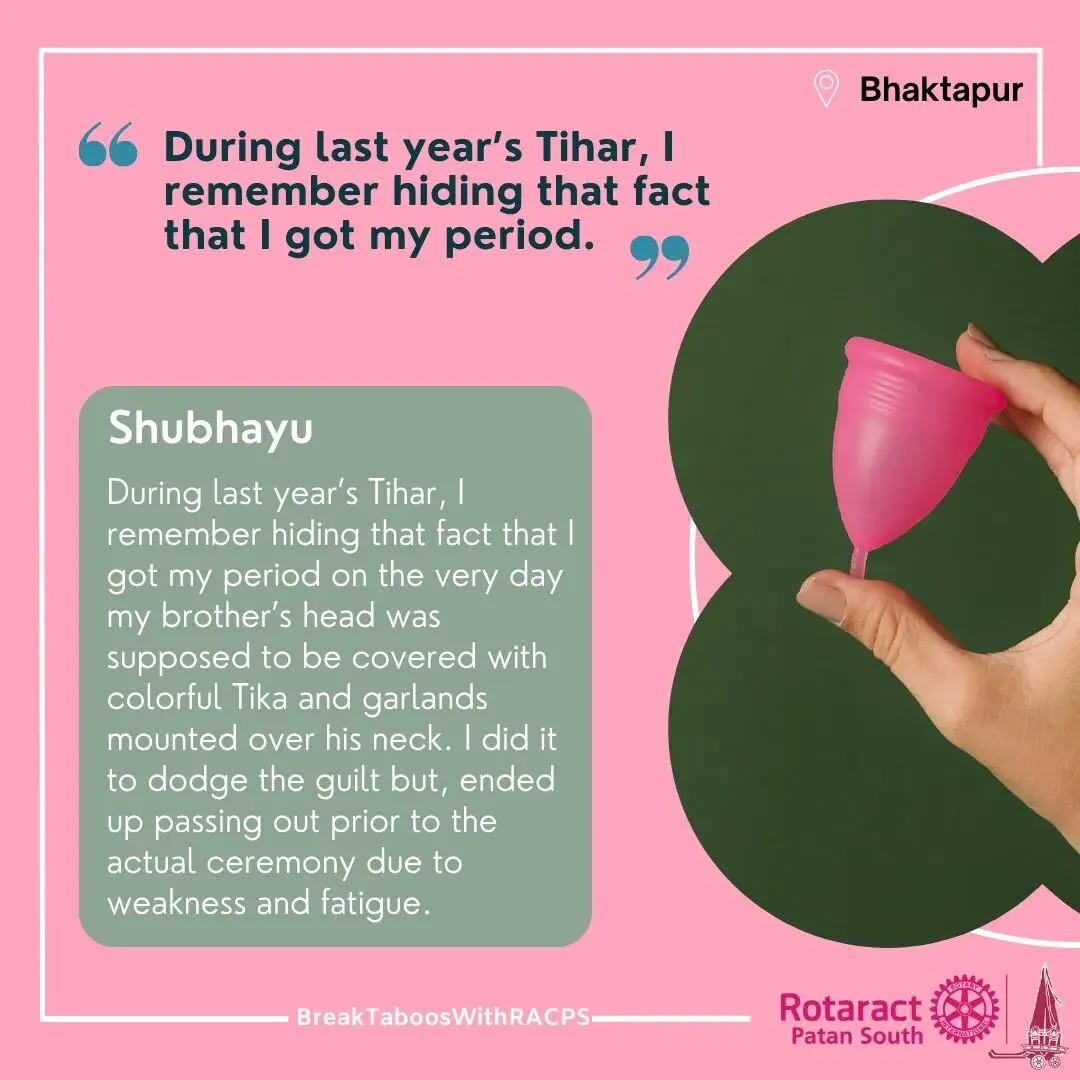 Bhaktapur
“ During last year’s Tihar, I
remember hiding that fact
that I got my period. ”
Shubhayu
During last year’s Tihar, I
remember hiding that fact that I
got my period on the very day
my brother’s head was
supposed to be covered with
colorful Tika and garlands
mounted over his neck. I did it
to dodge the guilt but, ended
up passing out prior to the
actual ceremony due to
weakness and fatigue.
BreakTaboosWithRACPS
Rotaract
Patan South
ROTARY
INTERNATIONAL